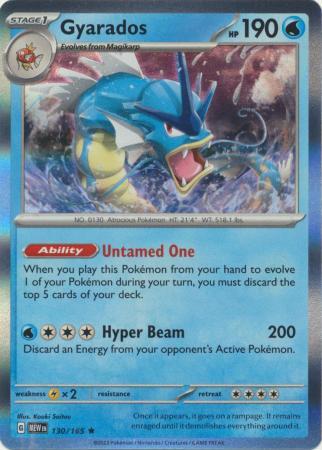 STAGE 1 Gyarados HP 190
Evolves from Magikarp
NO. 0130 Atrocious Pokémon HT: 21'4" WT: 518.1 lbs.
Ability Untamed One
When you play this Pokémon from your hand to evolve
1 of your Pokémon during your turn, you must discard the
top 5 cards of your deck.
Hyper Beam 200
Discard an Energy from your opponent's Active Pokémon.
weakness ×2 resistance retreat
Illus. Kouki Saitou
G MEW EN 130/165 ★
Once it appears, it goes on a rampage. It remains
enraged until it demolishes everything around it.
©2023 Pokémon / Nintendo / Creatures / GAME FREAK